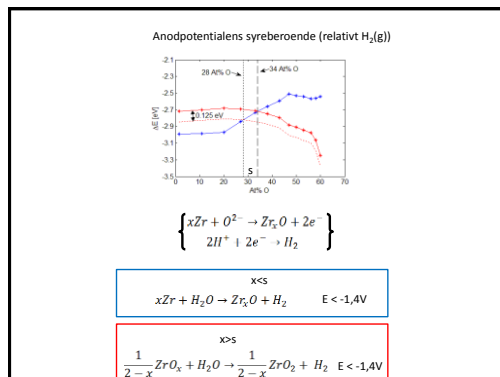 Anodpotentialens syreberoende (relativt H₂(g))
28 At% O
34 At% O
-2.1
-2.3
-2.5
-2.7
-2.9
-3.1
-3.3
-3.5
ΔE [eV]
0.125 eV
S
0 10 20 30 40 50 60 70
At% O
xZr + O²⁻ → ZrₓO + 2e⁻
2H⁺ + 2e⁻ → H₂
x<s
xZr + H₂O → ZrₓO + H₂ E < -1,4V
x>s
1/(2 − x) ZrOₓ + H₂O → 1/(2 − x) ZrO₂ + H₂ E < -1,4V